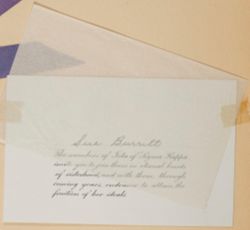 Sue Burritt
The members of Iota of Sigma Kappa
invite you to join them in eternal bonds
of sisterhood, and with them, through
coming years, endeavor to attain the
fruition of her ideals.